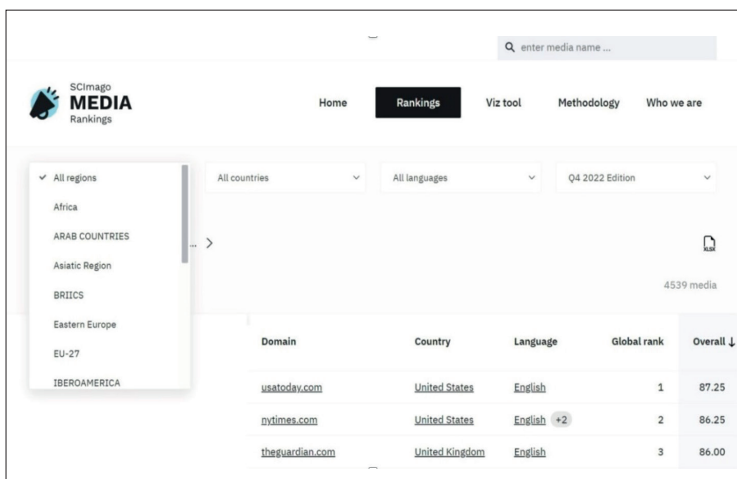 enter media name ...
SCImago
MEDIA
Rankings
Home Rankings Viz tool Methodology Who we are
✓ All regions
Africa
ARAB COUNTRIES
Asiatic Region
BRIICS
Eastern Europe
EU-27
IBEROAMERICA
All countries All languages Q4 2022 Edition
... >
XLSX
4539 media
Domain Country Language Global rank Overall ↓
usatoday.com United States English 1 87.25
nytimes.com United States English +2 2 86.25
theguardian.com United Kingdom English 3 86.00